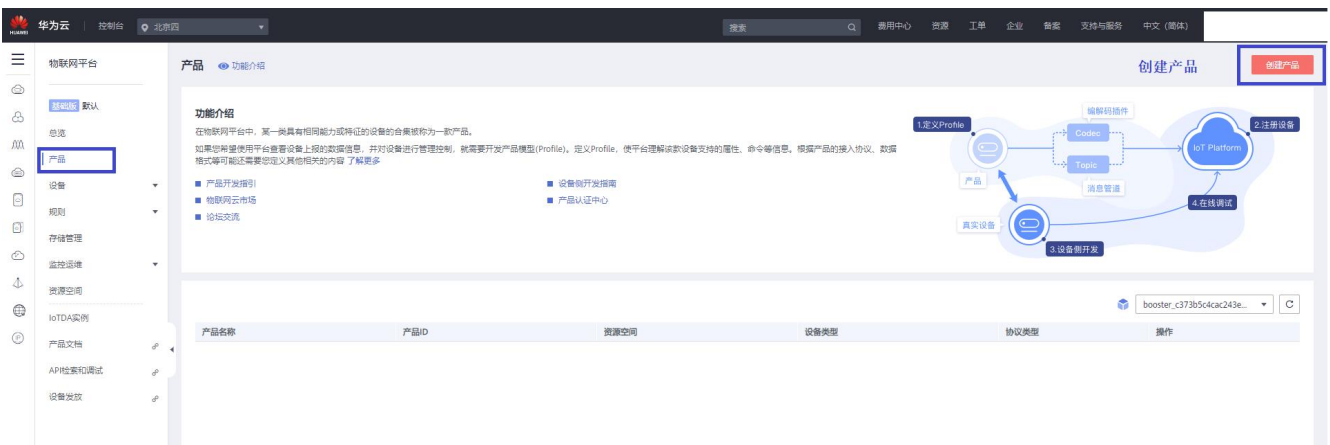 HUAWEI 华为云 控制台 北京四 搜索 费用中心 资源 工单 企业 备案 支持与服务 中文 (简体)
物联网平台
基础版 默认
总览
产品
设备
规则
存储管理
监控运维
资源空间
IoTDA实例
产品文档
API检索和调试
设备发放
产品 功能介绍 创建产品 创建产品
功能介绍
在物联网平台中，某一类具有相同能力或特征的设备的合集被称为一款产品。
如果您希望使用平台查看设备上报的数据信息，并对设备进行管理控制，就需要开发产品模型(Profile)。定义Profile，使平台理解该款设备支持的属性、命令等信息。根据产品的接入协议、数据
格式等可能还需要您定义其他相关的内容 了解更多
产品开发指引 设备侧开发指南
物联网云市场 产品认证中心
论坛交流
编解码插件
1.定义Profile
Codec
2.注册设备
IoT Platform
Topic
产品
消息管道
4.在线调试
真实设备
3.设备侧开发
booster_c373b5c4cac243e...
产品名称 产品ID 资源空间 设备类型 协议类型 操作